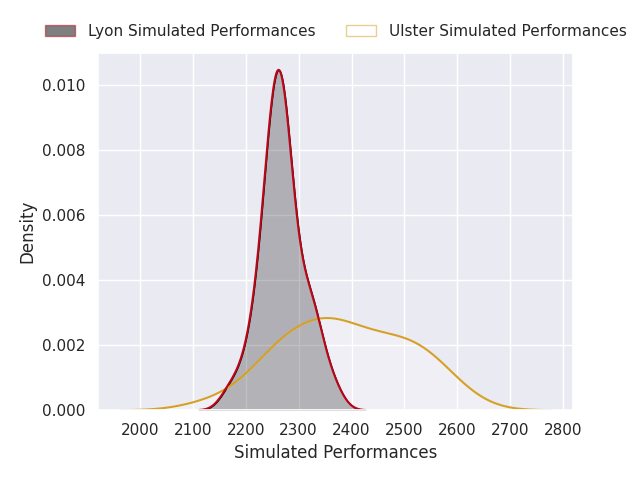 Lyon Simulated Performances Ulster Simulated Performances
0.010
0.008
0.006
0.004
0.002
0.000
Density
2000 2100 2200 2300 2400 2500 2600 2700 2800
Simulated Performances